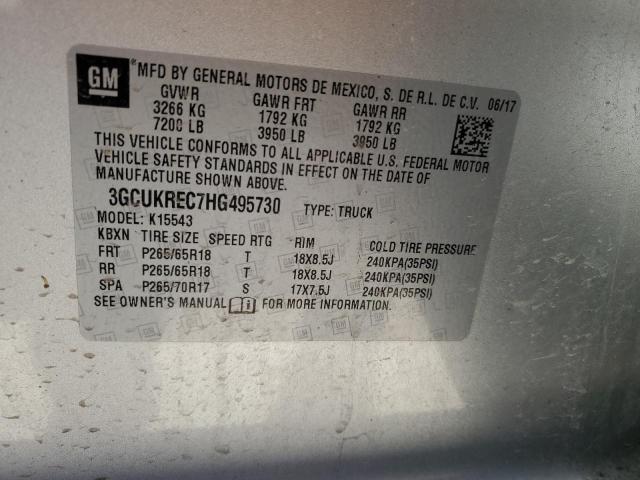 GM
*MFD BY GENERAL MOTORS DE MEXICO, S. DE R.L. DE C.V. 06/17
GVWR GAWR FRT GAWR RR
3266 KG 1792 KG 1792 KG
7200 LB 3950 LB 3950 LB
THIS VEHICLE CONFORMS TO ALL APPLICABLE U.S. FEDERAL MOTOR
VEHICLE SAFETY STANDARDS IN EFFECT ON THE DATE OF
MANUFACTURE SHOWN ABOVE.
3GCUKREC7HG495730 TYPE: TRUCK
MODEL: K15543
KBXN TIRE SIZE SPEED RTG RIM COLD TIRE PRESSURE
FRT P265/65R18 T 18X8.5J 240KPA(35PSI)
RR P265/65R18 T 18X8.5J 240KPA(35PSI)
SPA P265/70R17 S 17X7.5J 240KPA(35PSI)
SEE OWNER'S MANUAL FOR MORE INFORMATION.